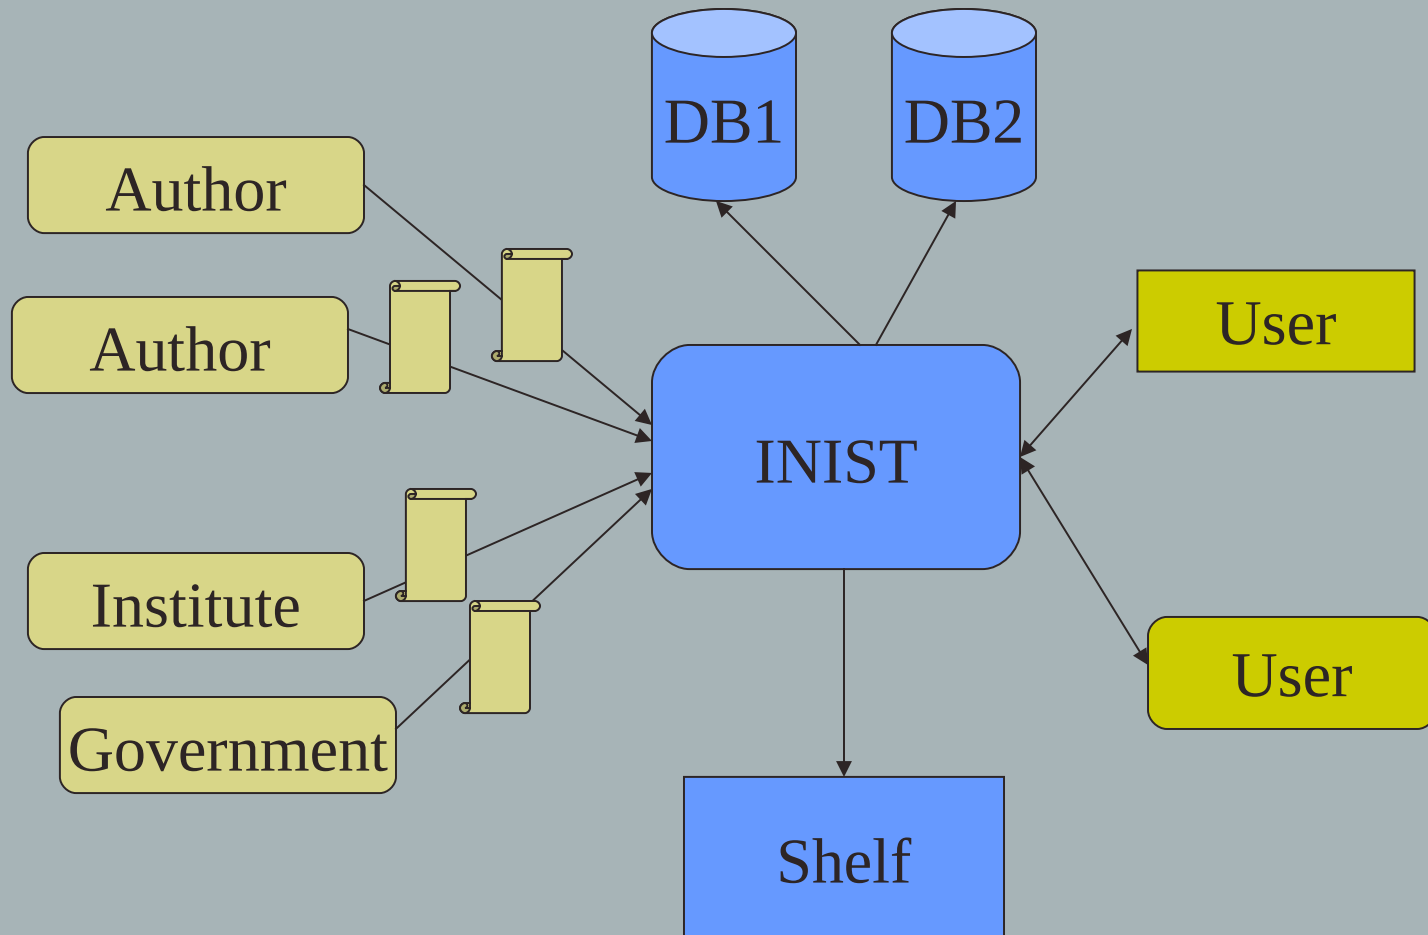 DB1
DB2
Author
Author
User
INIST
Institute
User
Government
Shelf